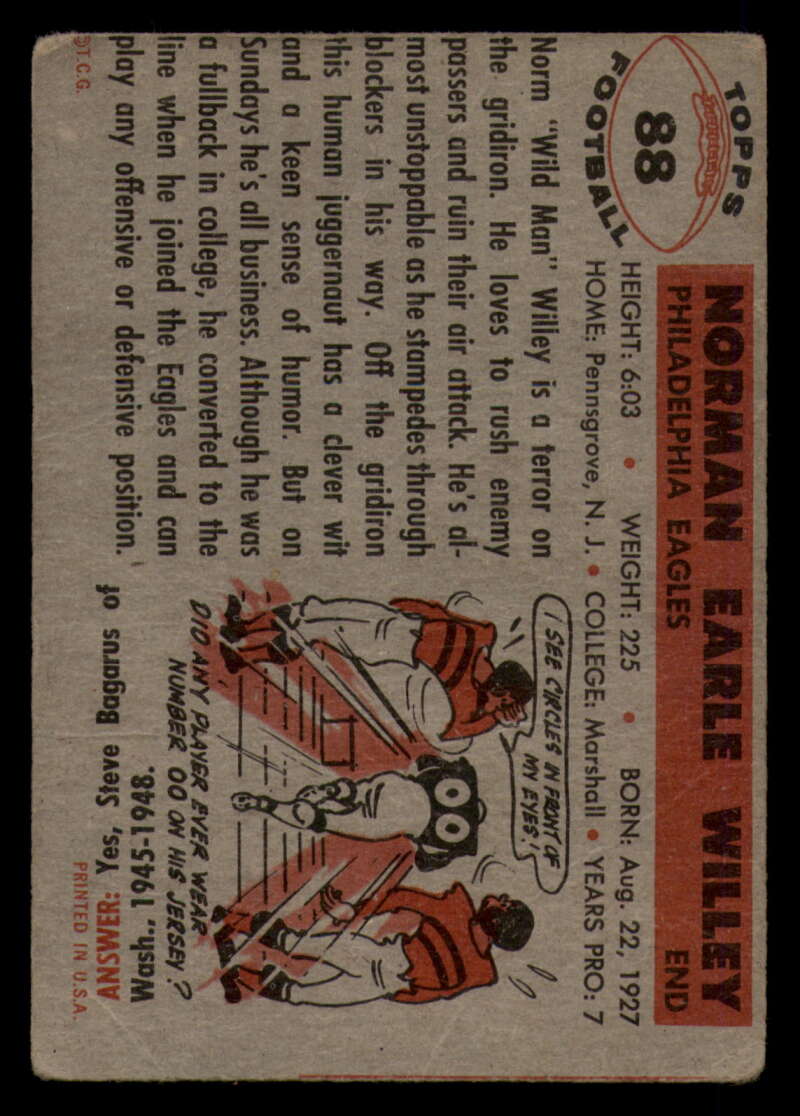 TOPPS
88
FOOTBALL
NORMAN EARLE WILLEY
PHILADELPHIA EAGLES END
HEIGHT: 6:03 • WEIGHT: 225 • BORN: Aug. 22, 1927
HOME: Pennsgrove, N. J. • COLLEGE: Marshall • YEARS PRO: 7
Norm "Wild Man" Willey is a terror on
the gridiron. He loves to rush enemy
passers and ruin their air attack. He's al-
most unstoppable as he stampedes through
blockers in his way. Off the gridiron
this human juggernaut has a clever wit
and a keen sense of humor. But on
Sundays he's all business. Although he was
a fullback in college, he converted to the
line when he joined the Eagles and can
play any offensive or defensive position.
©T.C.G.
I SEE CIRCLES IN FRONT OF
MY EYES!
00
DID ANY PLAYER EVER WEAR
NUMBER 00 ON HIS JERSEY?
ANSWER: Yes, Steve Bagarus of
Wash., 1945-1948.
PRINTED IN U.S.A.